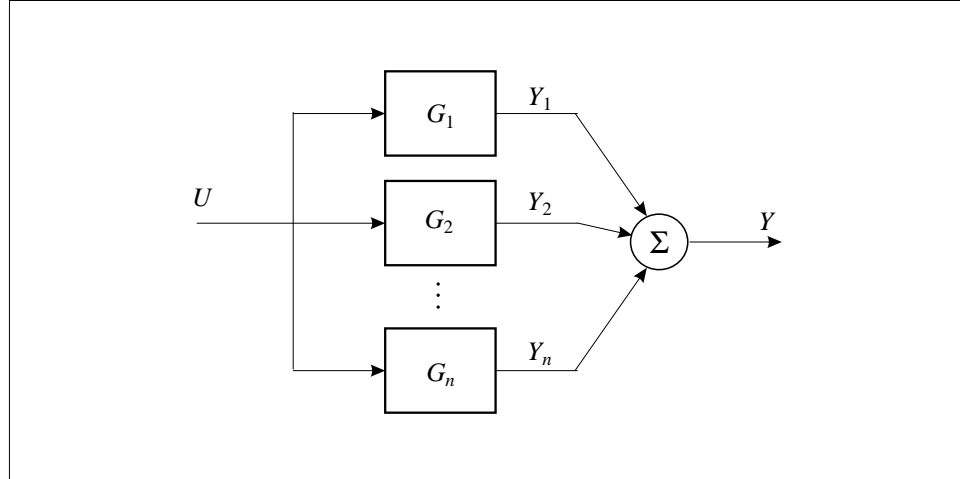 G₁
Y₁
U
G₂
Y₂
Σ
Y
⋮
Gₙ
Yₙ